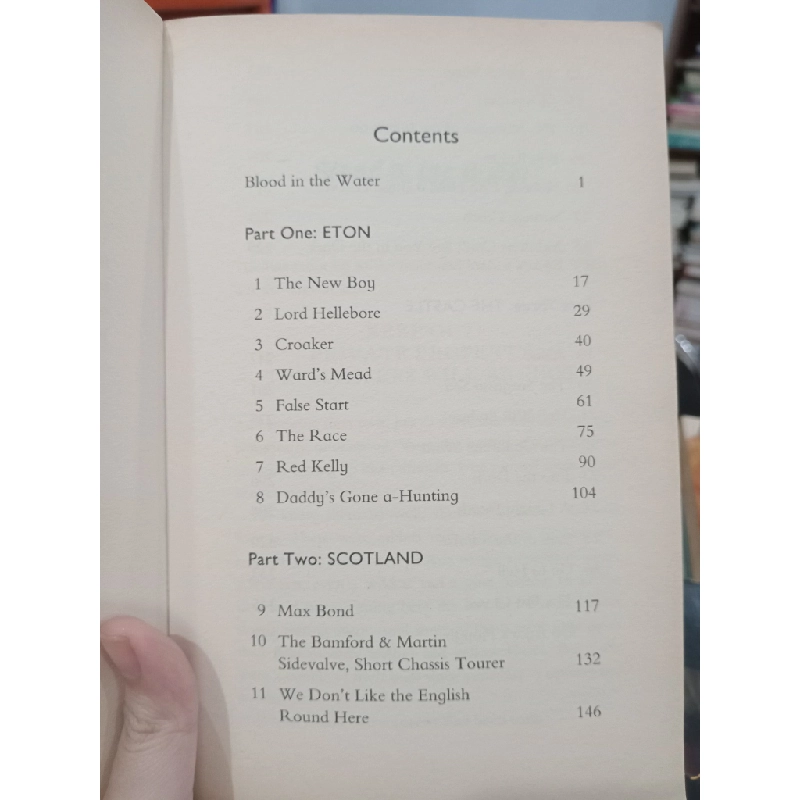 Contents
Blood in the Water 1
Part One: ETON
1 The New Boy 17
2 Lord Hellebore 29
3 Croaker 40
4 Ward's Mead 49
5 False Start 61
6 The Race 75
7 Red Kelly 90
8 Daddy's Gone a-Hunting 104
Part Two: SCOTLAND
9 Max Bond 117
10 The Bamford & Martin
Sidevalve, Short Chassis Tourer 132
11 We Don't Like the English
Round Here 146